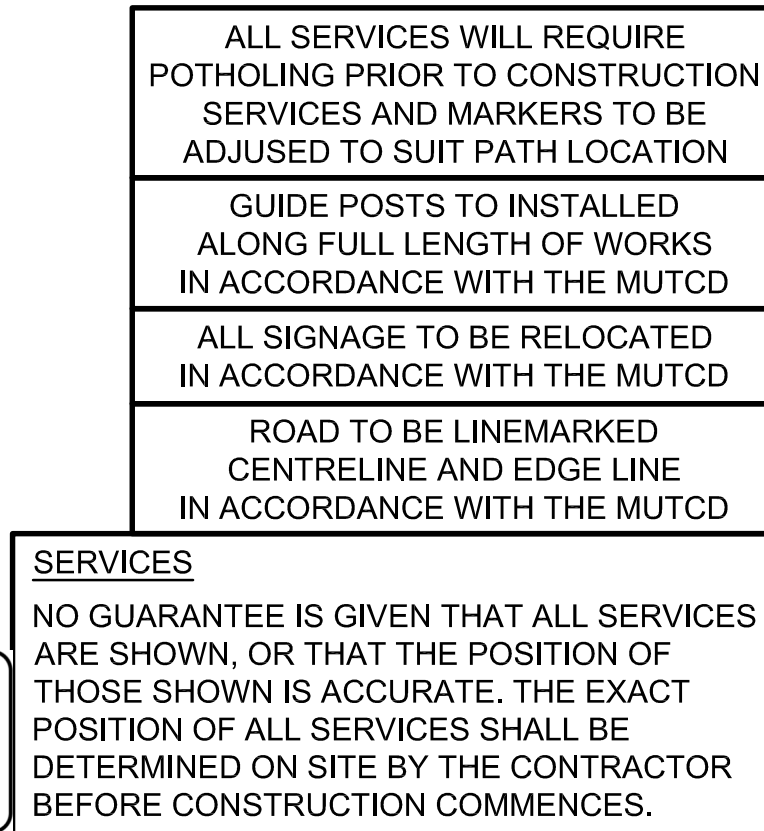 ALL SERVICES WILL REQUIRE
POTHOLING PRIOR TO CONSTRUCTION
SERVICES AND MARKERS TO BE
ADJUSED TO SUIT PATH LOCATION
GUIDE POSTS TO INSTALLED
ALONG FULL LENGTH OF WORKS
IN ACCORDANCE WITH THE MUTCD
ALL SIGNAGE TO BE RELOCATED
IN ACCORDANCE WITH THE MUTCD
ROAD TO BE LINEMARKED
CENTRELINE AND EDGE LINE
IN ACCORDANCE WITH THE MUTCD
SERVICES
NO GUARANTEE IS GIVEN THAT ALL SERVICES
ARE SHOWN, OR THAT THE POSITION OF
THOSE SHOWN IS ACCURATE. THE EXACT
POSITION OF ALL SERVICES SHALL BE
DETERMINED ON SITE BY THE CONTRACTOR
BEFORE CONSTRUCTION COMMENCES.